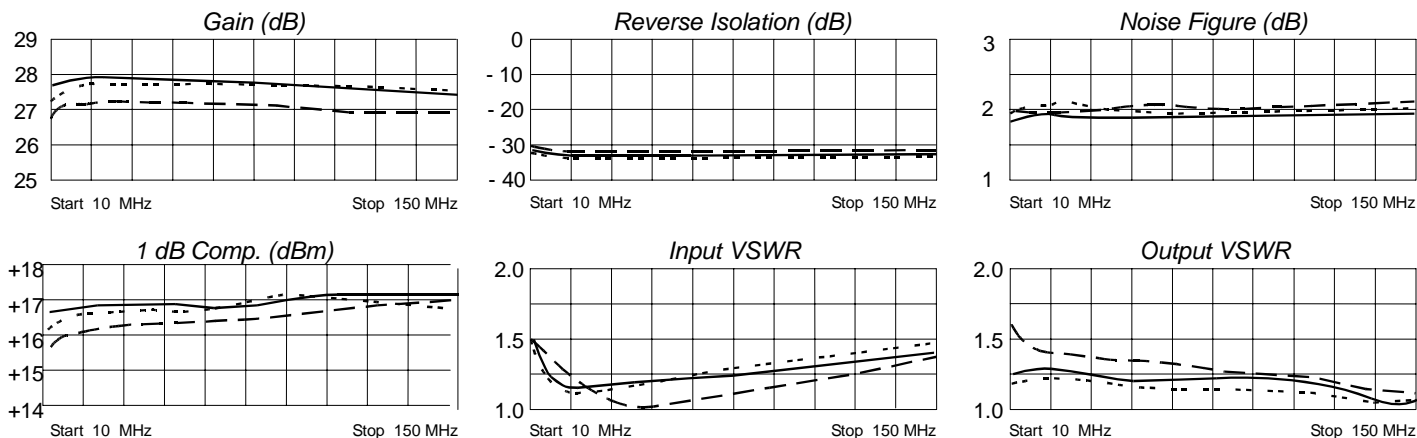 Gain (dB)
29
28
27
26
25
Start 10 MHz Stop 150 MHz
Reverse Isolation (dB)
0
- 10
- 20
- 30
- 40
Start 10 MHz Stop 150 MHz
Noise Figure (dB)
3
2
1
Start 10 MHz Stop 150 MHz
1 dB Comp. (dBm)
+18
+17
+16
+15
+14
Start 10 MHz Stop 150 MHz
Input VSWR
2.0
1.5
1.0
Start 10 MHz Stop 150 MHz
Output VSWR
2.0
1.5
1.0
Start 10 MHz Stop 150 MHz